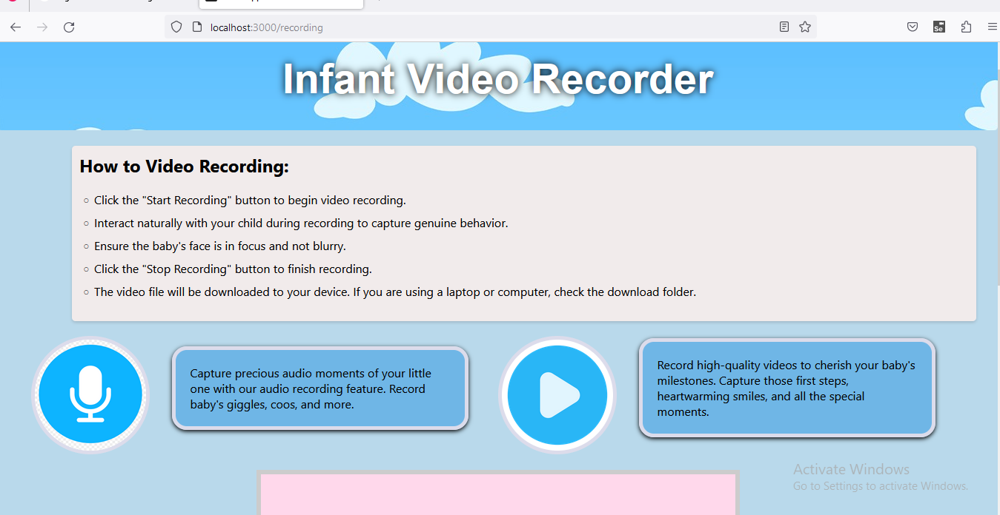 localhost:3000/recording
Se
Infant Video Recorder
How to Video Recording:
Click the "Start Recording" button to begin video recording.
Interact naturally with your child during recording to capture genuine behavior.
Ensure the baby's face is in focus and not blurry.
Click the "Stop Recording" button to finish recording.
The video file will be downloaded to your device. If you are using a laptop or computer, check the download folder.
Capture precious audio moments of your little
one with our audio recording feature. Record
baby's giggles, coos, and more.
Record high-quality videos to cherish your baby's
milestones. Capture those first steps,
heartwarming smiles, and all the special
moments.
Activate Windows
Go to Settings to activate Windows.